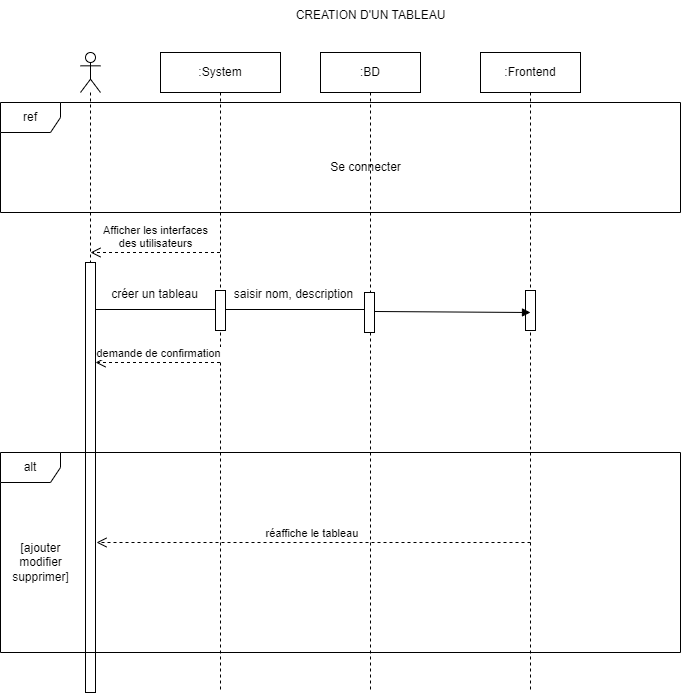 CREATION D'UN TABLEAU
:System
:BD
:Frontend
ref
Se connecter
Afficher les interfaces
des utilisateurs
créer un tableau
saisir nom, description
demande de confirmation
alt
réaffiche le tableau
[ajouter
modifier
supprimer]